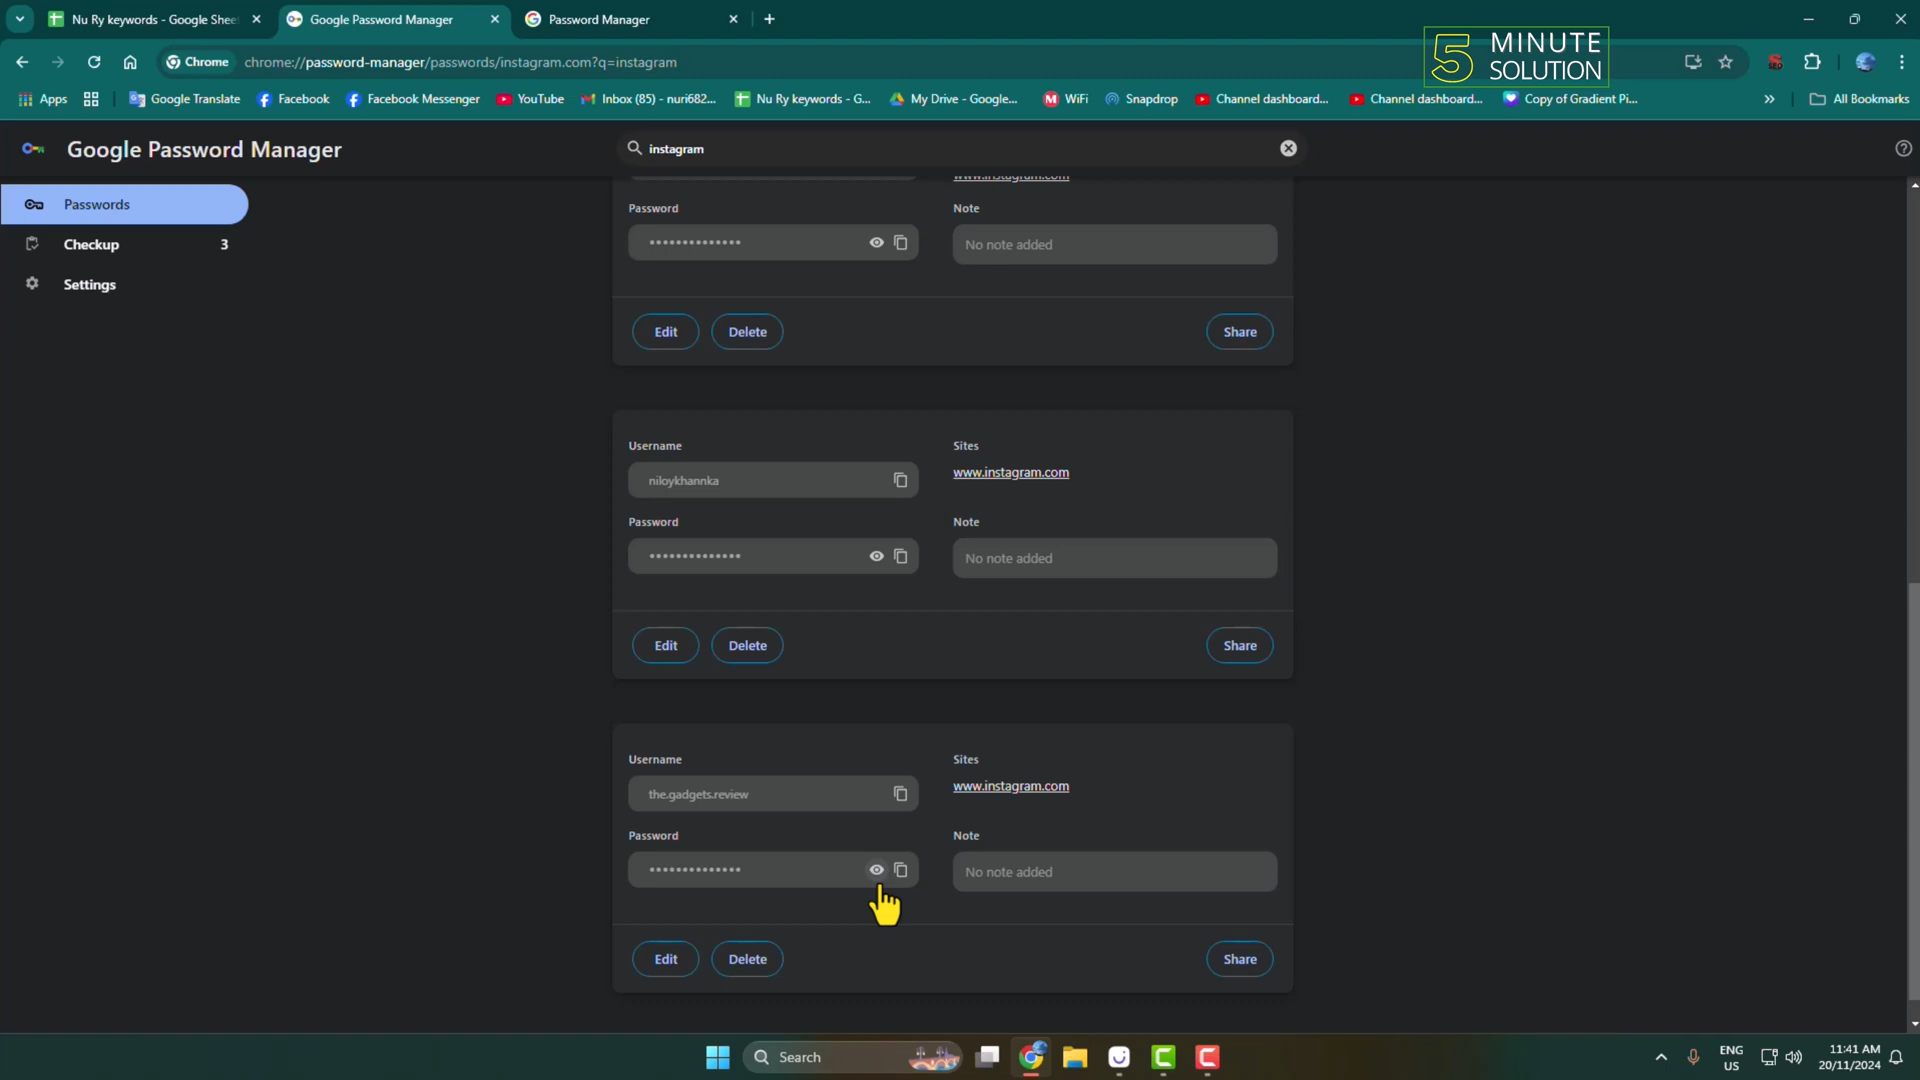 Nu Ry keywords - Google Shee
Google Password Manager
Password Manager
Chrome
chrome://password-manager/passwords/instagram.com?q=instagram
5 MINUTE
SOLUTION
Apps
Google Translate
Facebook
Facebook Messenger
YouTube
Inbox (85) - nuri682...
Nu Ry keywords - G...
My Drive - Google...
WiFi
Snapdrop
Channel dashboard...
Channel dashboard...
Copy of Gradient Pi...
All Bookmarks
Google Password Manager
instagram
Passwords
Checkup 3
Settings
www.instagram.com
Password
Note
••••••••••••••
No note added
Edit
Delete
Share
Username
Sites
niloykhannka
www.instagram.com
Password
Note
••••••••••••••
No note added
Edit
Delete
Share
Username
Sites
the.gadgets.review
www.instagram.com
Password
Note
••••••••••••••
No note added
Edit
Delete
Share
Search
ENG
US
11:41 AM
20/11/2024